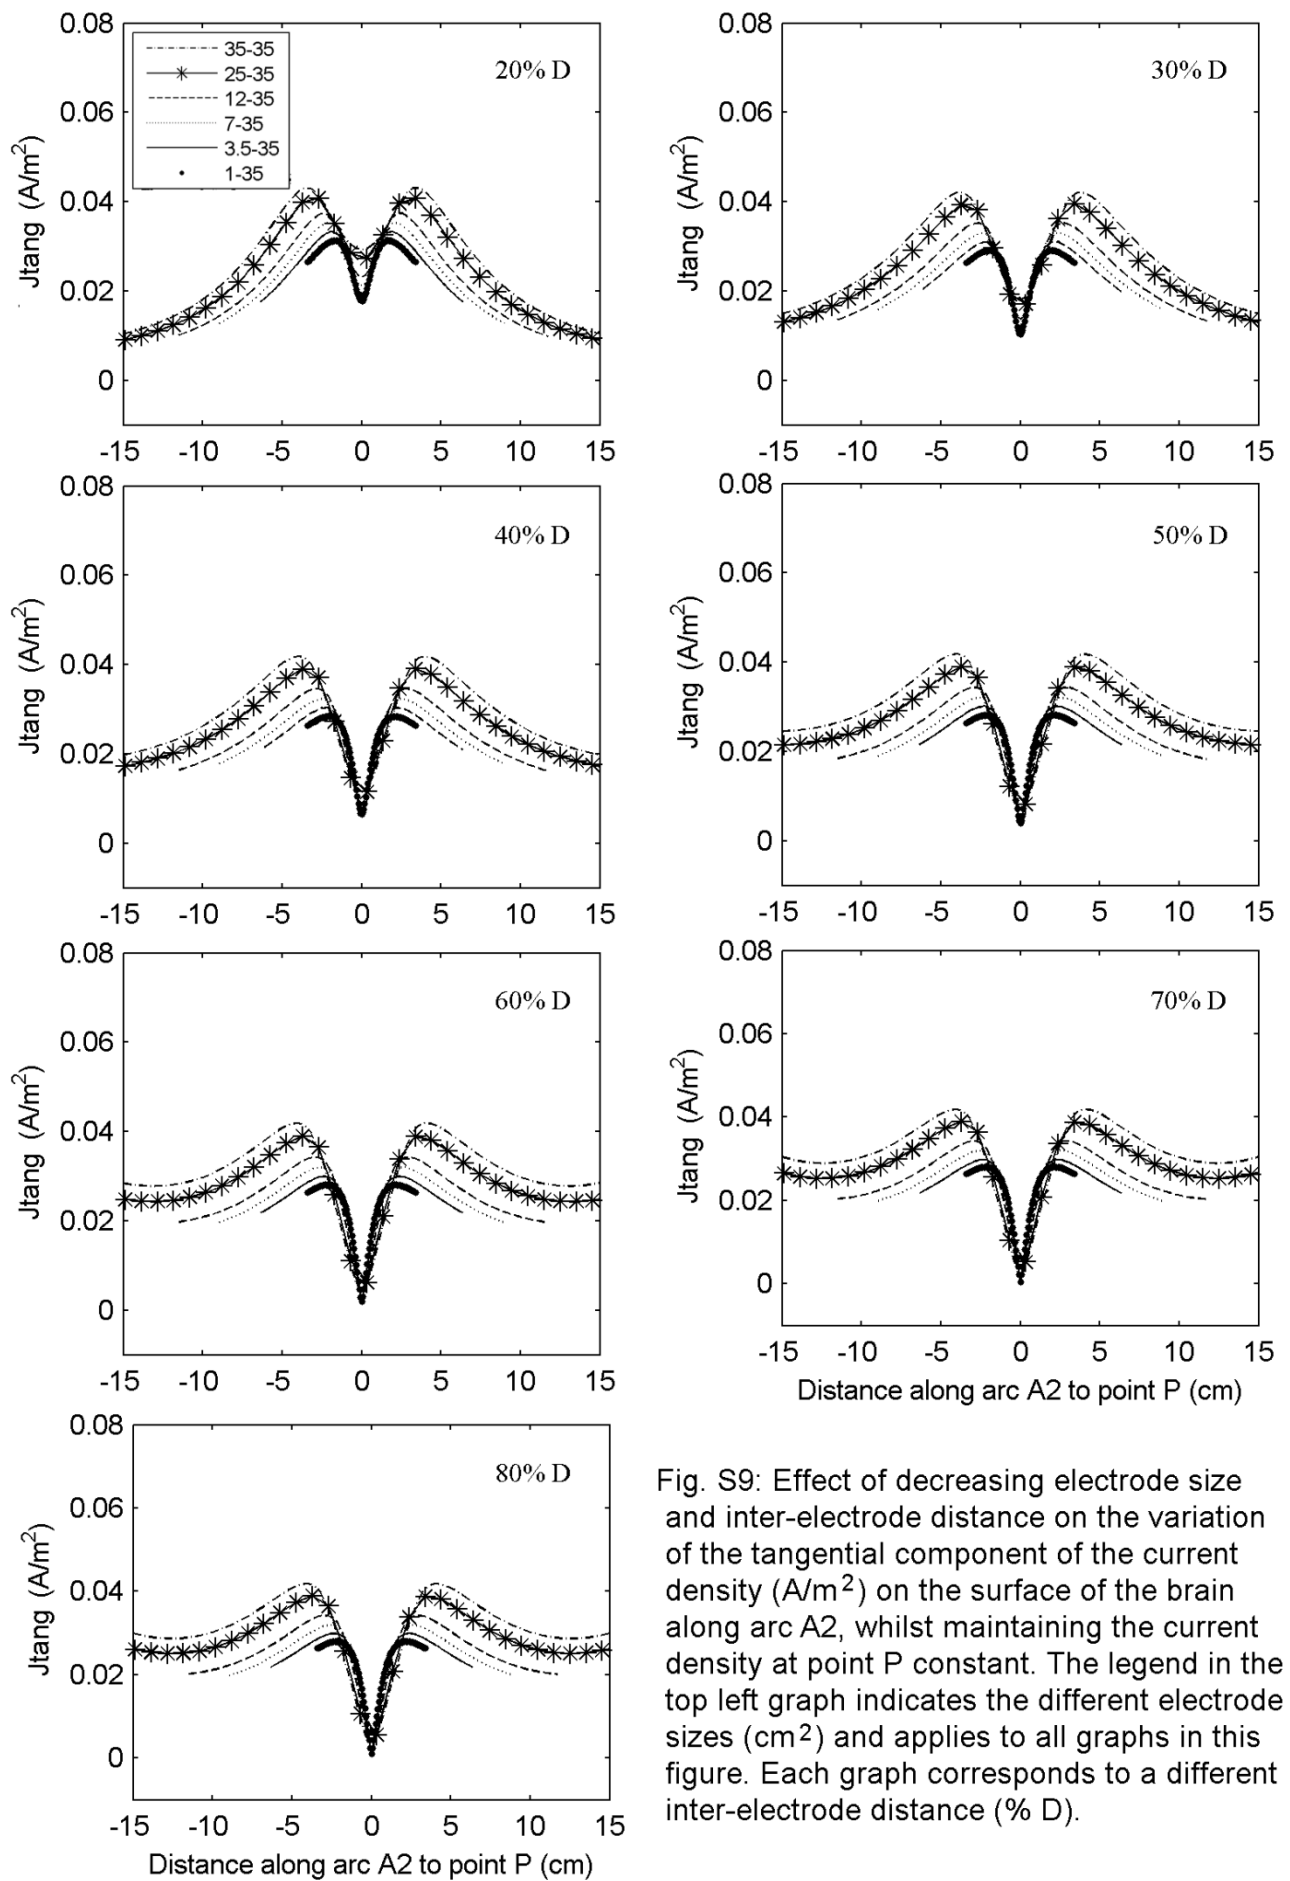 0.08
0.06
0.04
0.02
0
Jtang (A/m²)
35-35
25-35
12-35
7-35
3.5-35
1-35
20% D
-15 -10 -5 0 5 10 15
0.08
0.06
0.04
0.02
0
Jtang (A/m²)
30% D
-15 -10 -5 0 5 10 15
0.08
0.06
0.04
0.02
0
Jtang (A/m²)
40% D
-15 -10 -5 0 5 10 15
0.08
0.06
0.04
0.02
0
Jtang (A/m²)
50% D
-15 -10 -5 0 5 10 15
0.08
0.06
0.04
0.02
0
Jtang (A/m²)
60% D
-15 -10 -5 0 5 10 15
0.08
0.06
0.04
0.02
0
Jtang (A/m²)
70% D
-15 -10 -5 0 5 10 15
Distance along arc A2 to point P (cm)
0.08
0.06
0.04
0.02
0
Jtang (A/m²)
80% D
-15 -10 -5 0 5 10 15
Distance along arc A2 to point P (cm)
Fig. S9: Effect of decreasing electrode size
and inter-electrode distance on the variation
of the tangential component of the current
density (A/m²) on the surface of the brain
along arc A2, whilst maintaining the current
density at point P constant. The legend in the
top left graph indicates the different electrode
sizes (cm²) and applies to all graphs in this
figure. Each graph corresponds to a different
inter-electrode distance (% D).